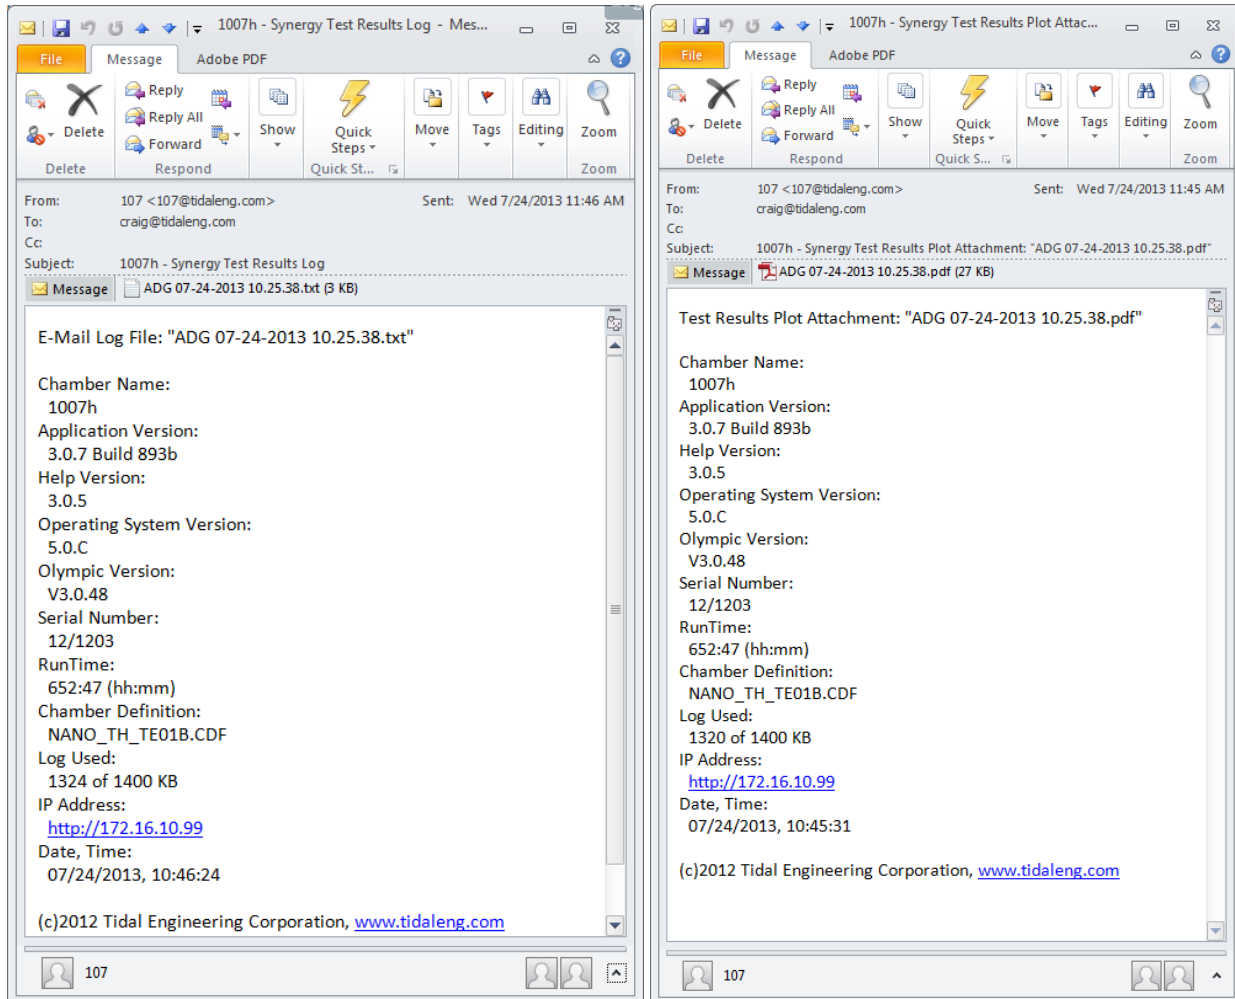 1007h - Synergy Test Results Log - Mes...
File
Message
Adobe PDF
Delete
Reply
Reply All
Forward
Show
Quick
Steps
Move
Tags
Editing
Zoom
Delete
Respond
Quick St...
Zoom
From: 107 <107@tidaleng.com> Sent: Wed 7/24/2013 11:46 AM
To: craig@tidaleng.com
Cc:
Subject: 1007h - Synergy Test Results Log
Message ADG 07-24-2013 10.25.38.txt (3 KB)
E-Mail Log File: "ADG 07-24-2013 10.25.38.txt"
Chamber Name:
1007h
Application Version:
3.0.7 Build 893b
Help Version:
3.0.5
Operating System Version:
5.0.C
Olympic Version:
V3.0.48
Serial Number:
12/1203
RunTime:
652:47 (hh:mm)
Chamber Definition:
NANO_TH_TE01B.CDF
Log Used:
1324 of 1400 KB
IP Address:
http://172.16.10.99
Date, Time:
07/24/2013, 10:46:24
(c)2012 Tidal Engineering Corporation, www.tidaleng.com
107
1007h - Synergy Test Results Plot Attac...
File
Message
Adobe PDF
Delete
Reply
Reply All
Forward
Show
Quick
Steps
Move
Tags
Editing
Zoom
Delete
Respond
Quick S...
Zoom
From: 107 <107@tidaleng.com> Sent: Wed 7/24/2013 11:45 AM
To: craig@tidaleng.com
Cc:
Subject: 1007h - Synergy Test Results Plot Attachment: "ADG 07-24-2013 10.25.38.pdf"
Message ADG 07-24-2013 10.25.38.pdf (27 KB)
Test Results Plot Attachment: "ADG 07-24-2013 10.25.38.pdf"
Chamber Name:
1007h
Application Version:
3.0.7 Build 893b
Help Version:
3.0.5
Operating System Version:
5.0.C
Olympic Version:
V3.0.48
Serial Number:
12/1203
RunTime:
652:47 (hh:mm)
Chamber Definition:
NANO_TH_TE01B.CDF
Log Used:
1320 of 1400 KB
IP Address:
http://172.16.10.99
Date, Time:
07/24/2013, 10:45:31
(c)2012 Tidal Engineering Corporation, www.tidaleng.com
107